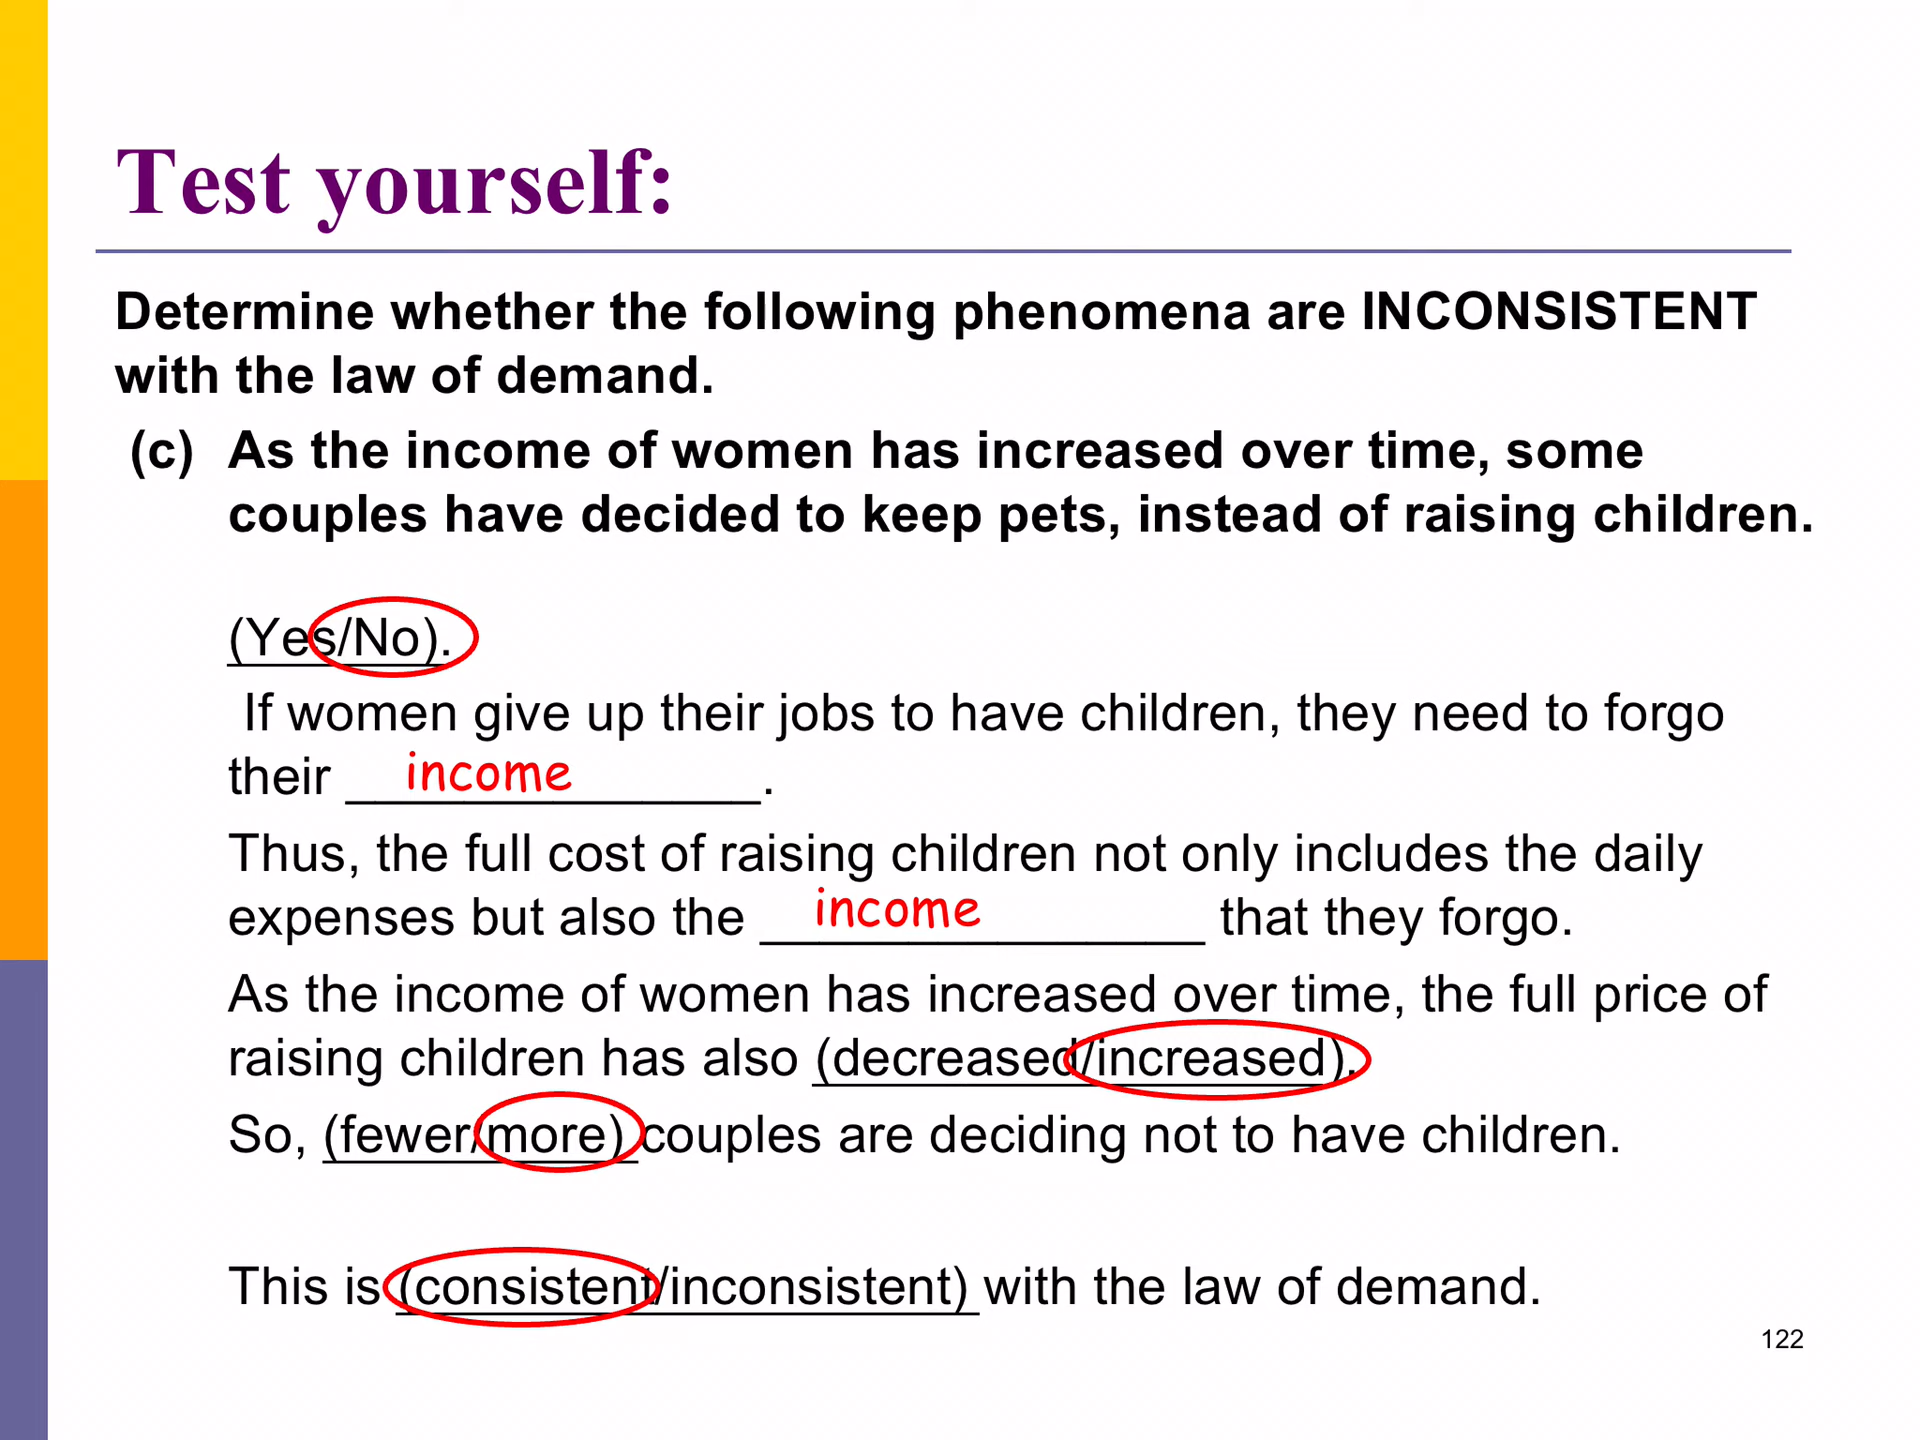 Test yourself:
Determine whether the following phenomena are INCONSISTENT
with the law of demand.
(c) As the income of women has increased over time, some
couples have decided to keep pets, instead of raising children.
(Yes/No).
If women give up their jobs to have children, they need to forgo
their ______income______.
Thus, the full cost of raising children not only includes the daily
expenses but also the ______income______ that they forgo.
As the income of women has increased over time, the full price of
raising children has also (decreased/increased).
So, (fewer/more) couples are deciding not to have children.
This is (consistent/inconsistent) with the law of demand.
122